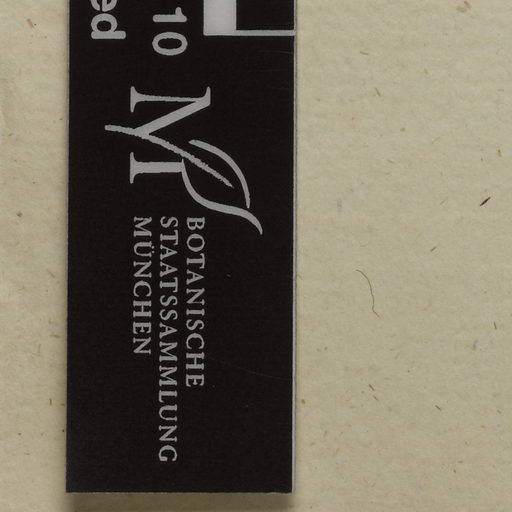 10
ed
BOTANISCHE
STAATSSAMMLUNG
MÜNCHEN